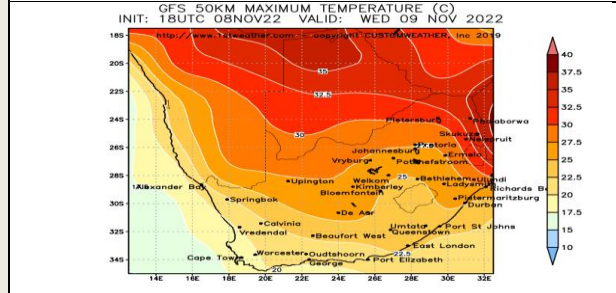 GFS 50KM MAXIMUM TEMPERATURE (C)
INIT: 18UTC 08NOV22 VALID: WED 09 NOV 2022
http://www.1stweather.com - copyright CUSTOMWEATHER, Inc 2019
18S
20S
22S
24S
26S
28S
30S
32S
34S
35
32.5
30
25
22.5
20
Pietersburg
Phalaborwa
Skukuza
Nelspruit
Pretoria
Johannesburg
Ermelo
Vryburg
Potchefstroom
Welkom
Bethlehem
Ulundi
Upington
Kimberley
Ladysmith
Alexander Bay
Bloemfontein
Richards Ba
Springbok
Pietermaritzburg
Durban
De Aar
Calvinia
Vredendal
Umtata
Port St Johns
Beaufort West
Queenstown
East London
Worcester
Oudtshoorn
Cape Town
George
Port Elizabeth
14E 16E 18E 20E 22E 24E 26E 28E 30E 32E
40
37.5
35
32.5
30
27.5
25
22.5
20
17.5
15
10